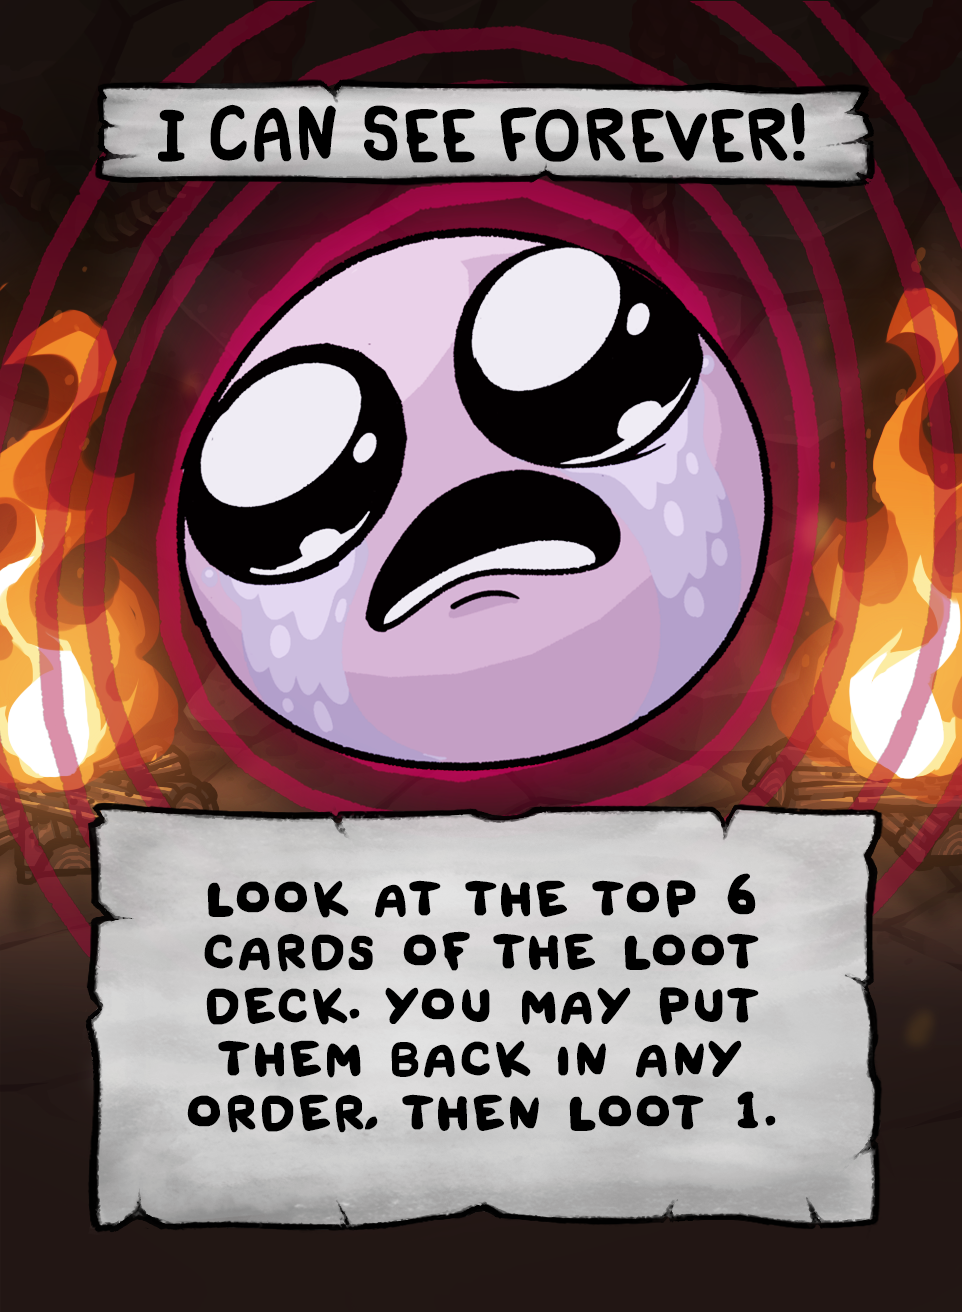 I CAN SEE FOREVER!
LOOK AT THE TOP 6
CARDS OF THE LOOT
DECK. YOU MAY PUT
THEM BACK IN ANY
ORDER, THEN LOOT 1.